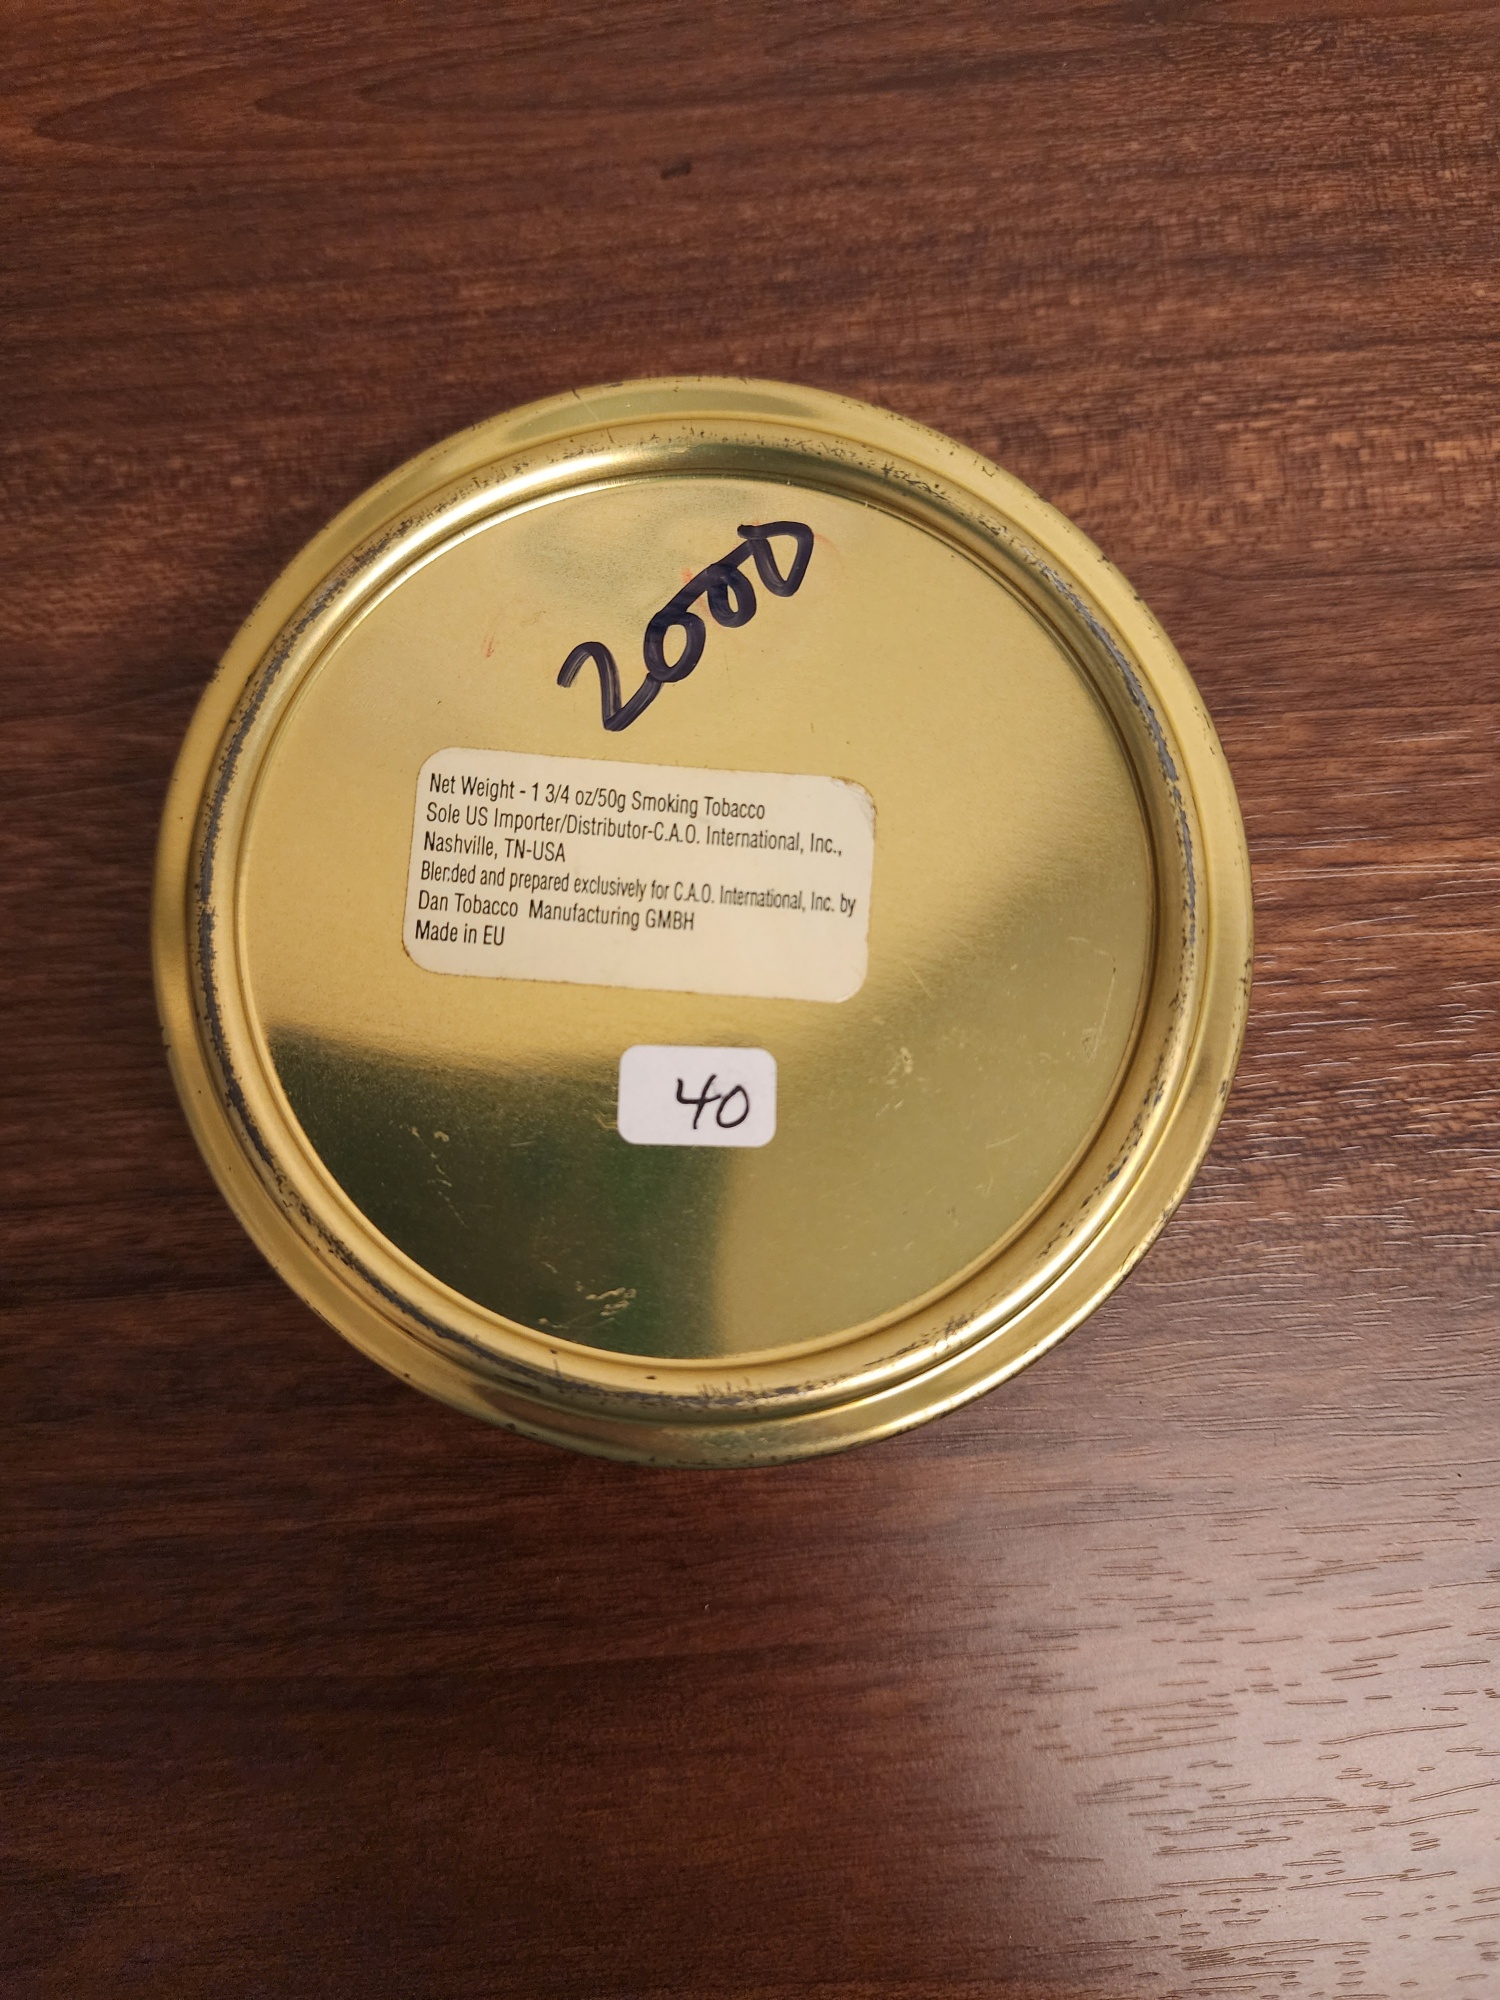 2000
Net Weight - 1 3/4 oz/50g Smoking Tobacco
Sole US Importer/Distributor-C.A.O. International, Inc.,
Nashville, TN-USA
Blended and prepared exclusively for C.A.O. International, Inc. by
Dan Tobacco Manufacturing GMBH
Made in EU
40